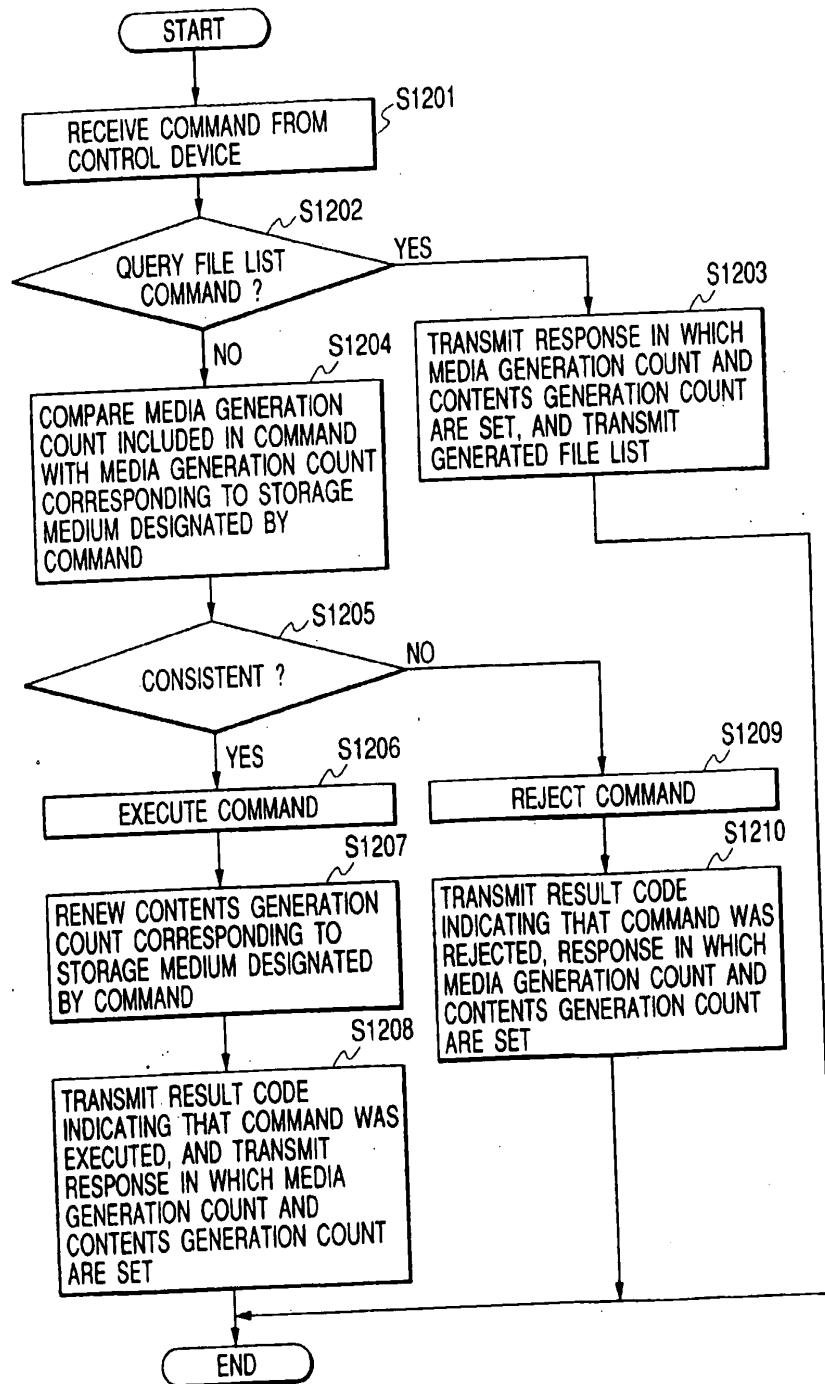 START
S1201
RECEIVE COMMAND FROM
CONTROL DEVICE
S1202
QUERY FILE LIST
COMMAND ?
YES
NO
S1203
TRANSMIT RESPONSE IN WHICH
MEDIA GENERATION COUNT AND
CONTENTS GENERATION COUNT
ARE SET, AND TRANSMIT
GENERATED FILE LIST
S1204
COMPARE MEDIA GENERATION
COUNT INCLUDED IN COMMAND
WITH MEDIA GENERATION COUNT
CORRESPONDING TO STORAGE
MEDIUM DESIGNATED BY
COMMAND
S1205
CONSISTENT ?
NO
YES
S1206
EXECUTE COMMAND
S1209
REJECT COMMAND
S1207
RENEW CONTENTS GENERATION
COUNT CORRESPONDING TO
STORAGE MEDIUM DESIGNATED
BY COMMAND
S1210
TRANSMIT RESULT CODE
INDICATING THAT COMMAND WAS
REJECTED, RESPONSE IN WHICH
MEDIA GENERATION COUNT AND
CONTENTS GENERATION COUNT
ARE SET
S1208
TRANSMIT RESULT CODE
INDICATING THAT COMMAND WAS
EXECUTED, AND TRANSMIT
RESPONSE IN WHICH MEDIA
GENERATION COUNT AND
CONTENTS GENERATION COUNT
ARE SET
END